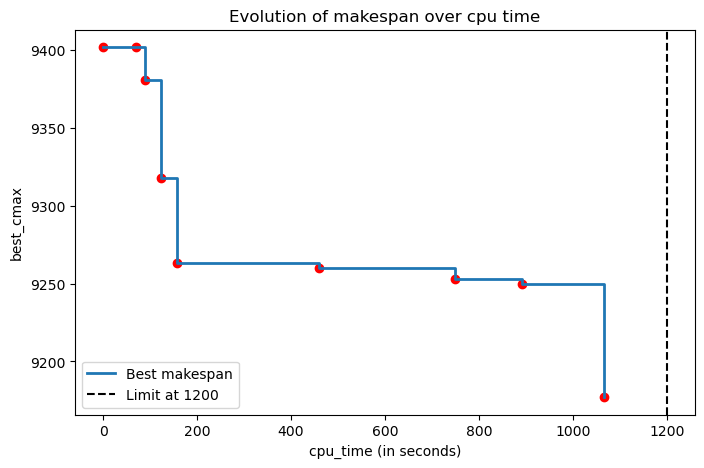 Evolution of makespan over cpu time
9400
9350
9300
9250
9200
best_cmax
Best makespan
Limit at 1200
0
200
400
600
800
1000
1200
cpu_time (in seconds)